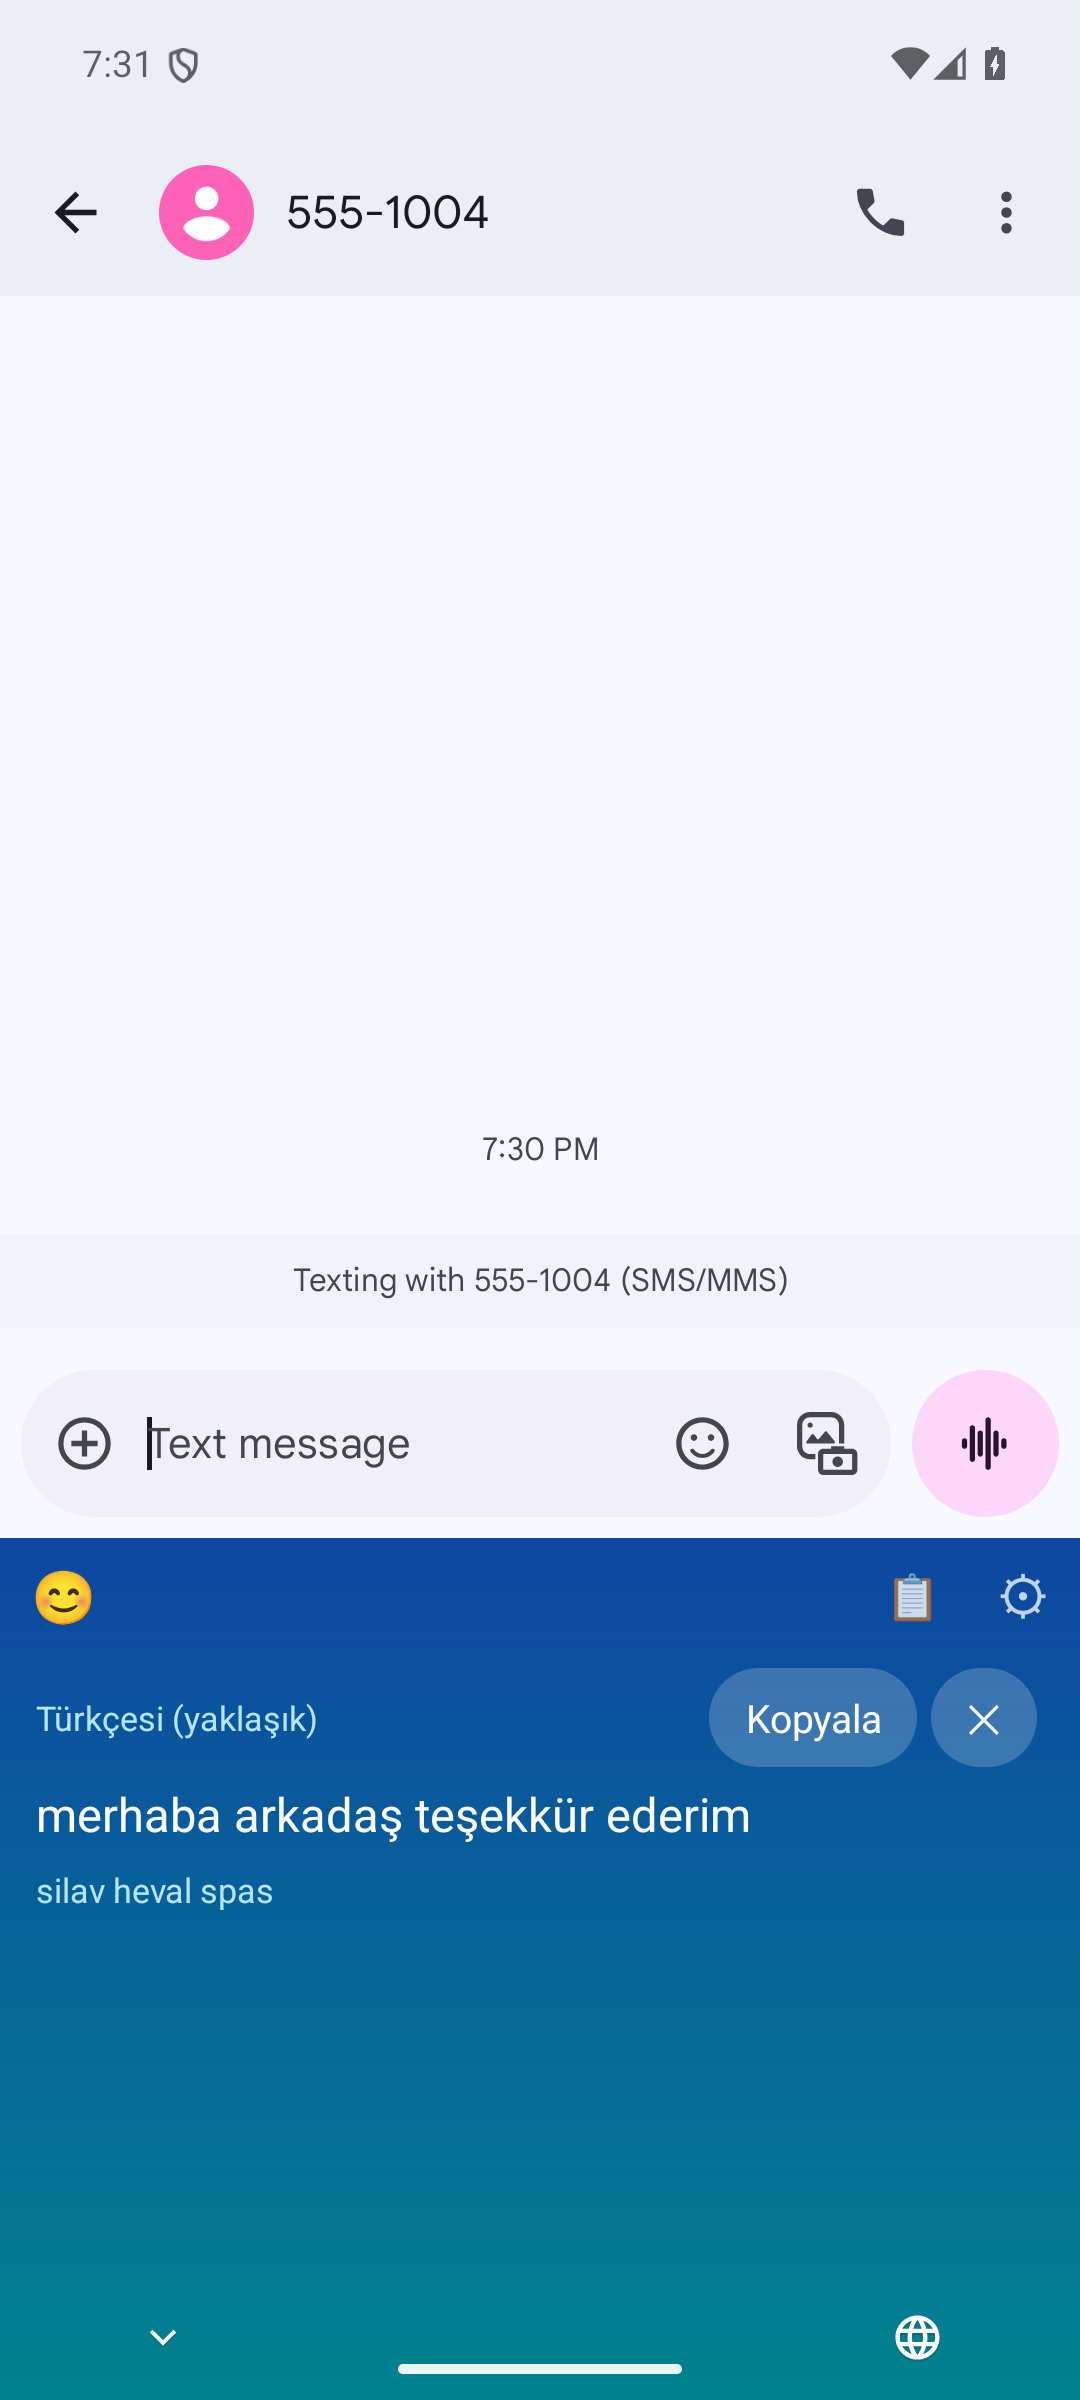 7:31
555-1004
7:30 PM
Texting with 555-1004 (SMS/MMS)
Text message
Türkçesi (yaklaşık)
Kopyala
merhaba arkadaş teşekkür ederim
silav heval spas